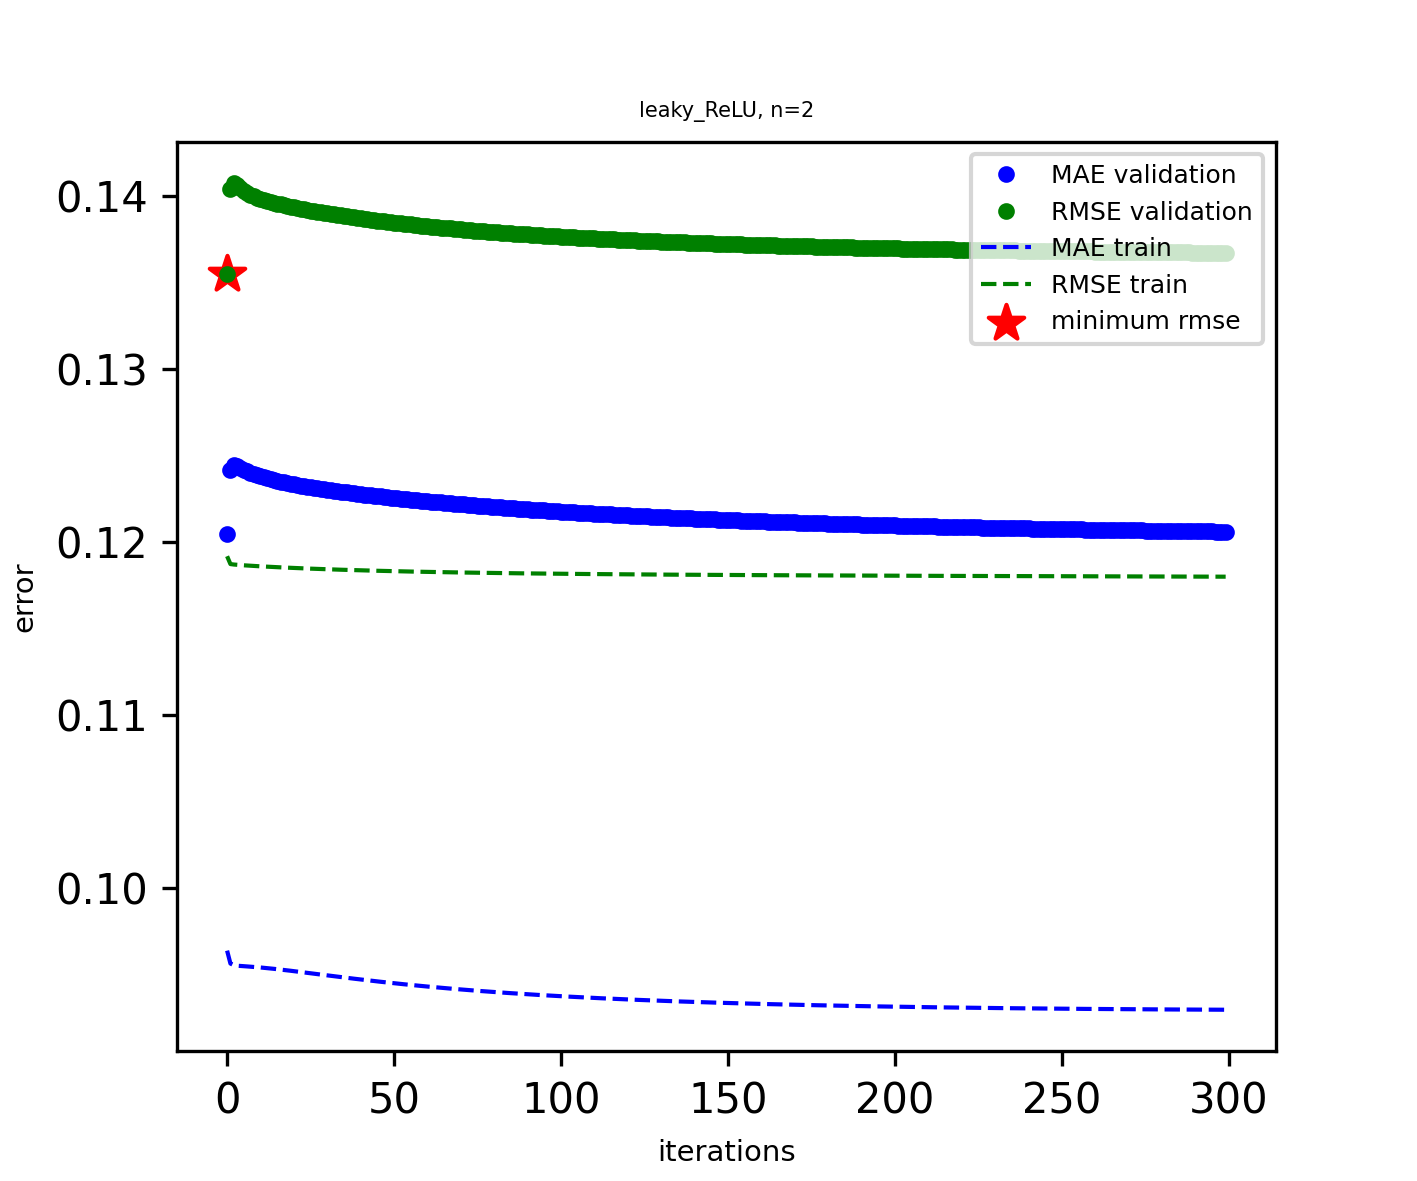 leaky_ReLU, n=2
MAE validation
RMSE validation
MAE train
RMSE train
minimum rmse
error
0.14
0.13
0.12
0.11
0.10
0 50 100 150 200 250 300
iterations